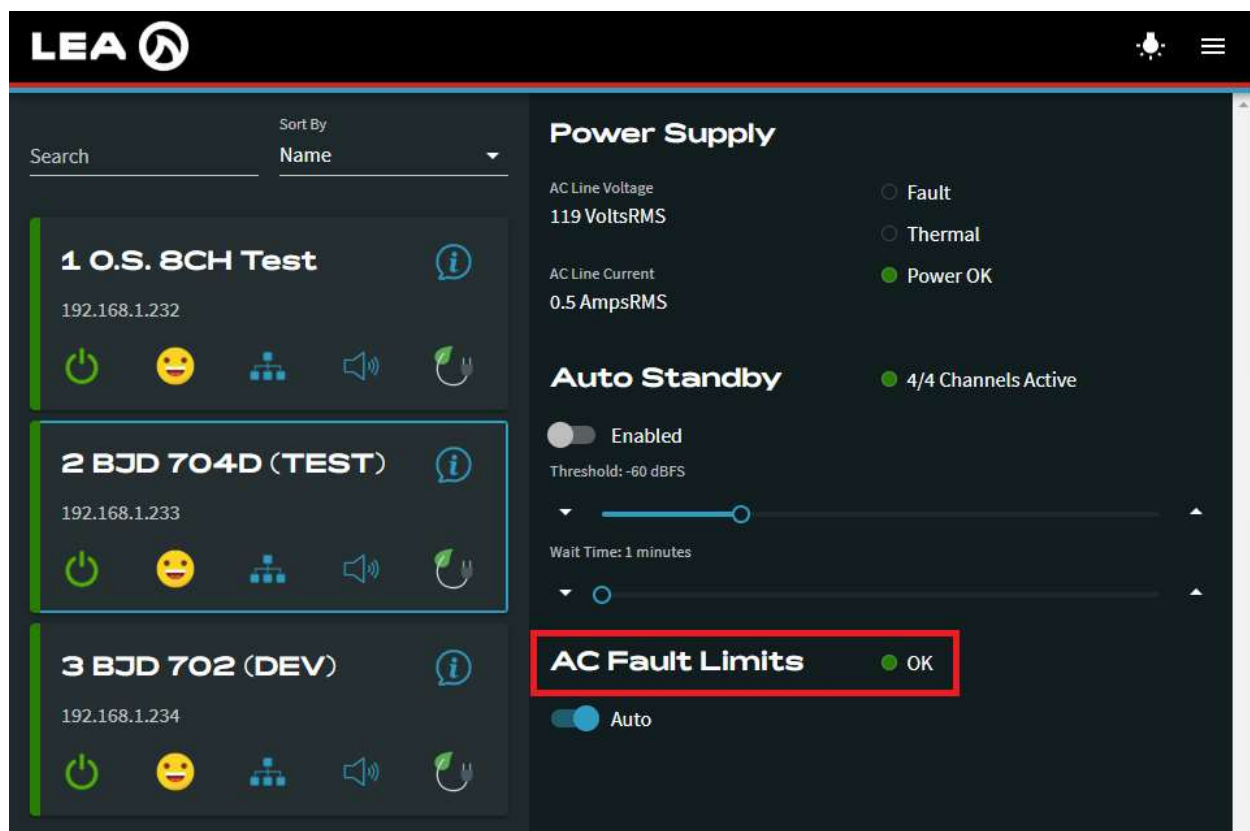 LEA
Search
Sort By
Name
1 O.S. 8CH Test
192.168.1.232
2 BJD 704D (TEST)
192.168.1.233
3 BJD 702 (DEV)
192.168.1.234
Power Supply
AC Line Voltage
119 VoltsRMS
AC Line Current
0.5 AmpsRMS
Fault
Thermal
Power OK
Auto Standby
4/4 Channels Active
Enabled
Threshold: -60 dBFS
Wait Time: 1 minutes
AC Fault Limits
OK
Auto